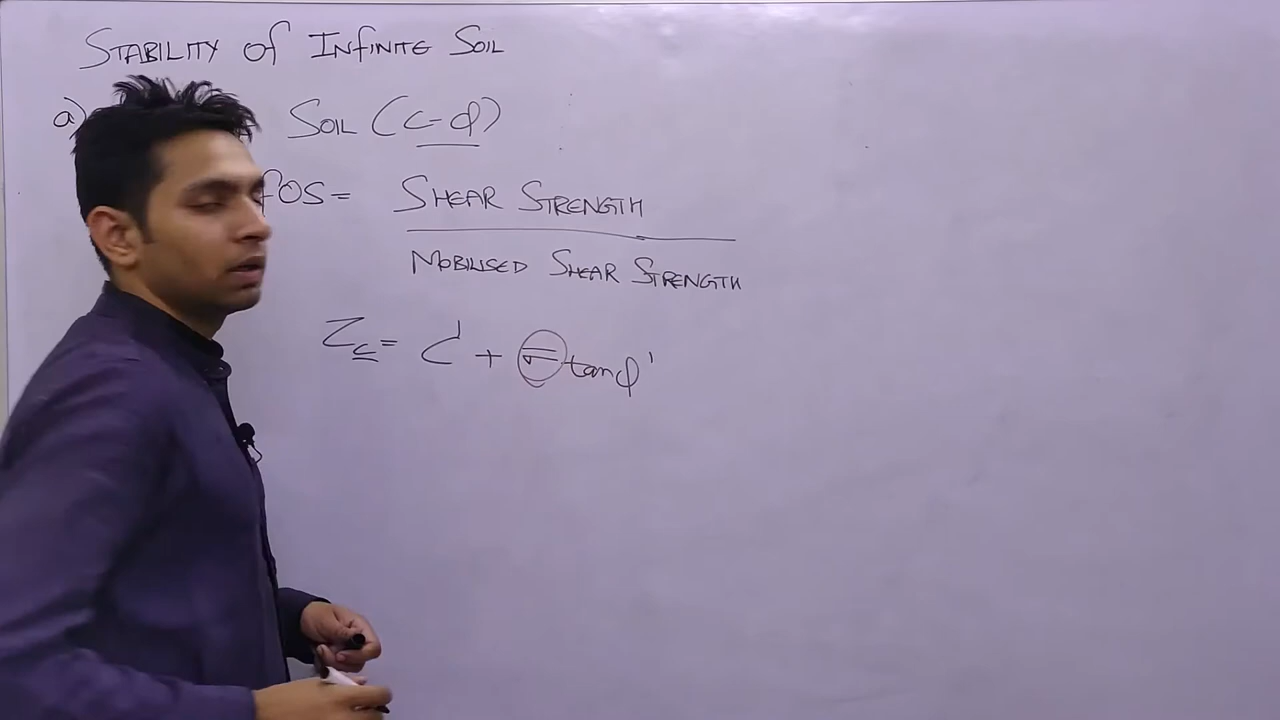 STABILITY of INFINITE SOIL
a) SOIL (C-φ)
FOS = SHEAR STRENGTH
MOBILISED SHEAR STRENGTH
τc = c' + σ̄ tanφ'